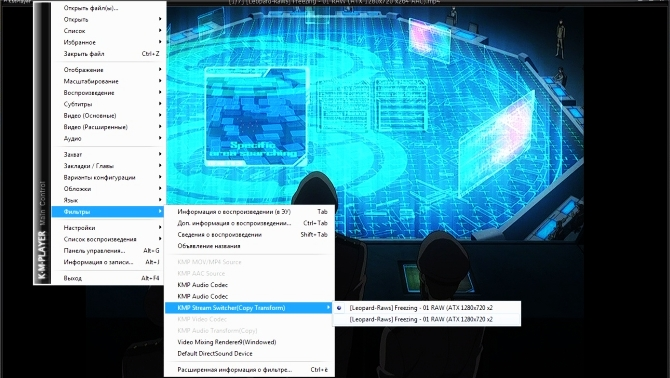 KMPlayer
[1/7] [Leopard-Raws] Freezing - 01 RAW (ATX 1280x720 x264 AAC).mp4
Открыть файл(ы)...
Открыть
Список
Избранное
Закрыть файл Ctrl+Z
Отображение
Масштабирование
Воспроизведение
Субтитры
Видео (Основные)
Видео (Расширенные)
Аудио
Захват
Закладки / Главы
Варианты конфигурации
Обложки
Язык
Фильтры
Настройки
Список воспроизведения
Панель управления... Alt+G
Информация о записи... Alt+J
Выход Alt+F4
K-M-PLAYER Main Control
Specific
area searching
Информация о воспроизведении (в ЭУ) Tab
Доп. информация о воспроизведении... Ctrl+Tab
Сведения о воспроизведении Shift+Tab
Объявление названия
KMP MOV/MP4 Source
KMP AAC Source
KMP Audio Codec
KMP Audio Codec
KMP Stream Switcher(Copy Transform)
KMP Video Codec
KMP Audio Transform(Copy)
Video Mixing Renderer9(Windowed)
Default DirectSound Device
Расширенная информация о фильтре... Ctrl+ё
[Leopard-Raws] Freezing - 01 RAW (ATX 1280x720 x2
[Leopard-Raws] Freezing - 01 RAW (ATX 1280x720 x2